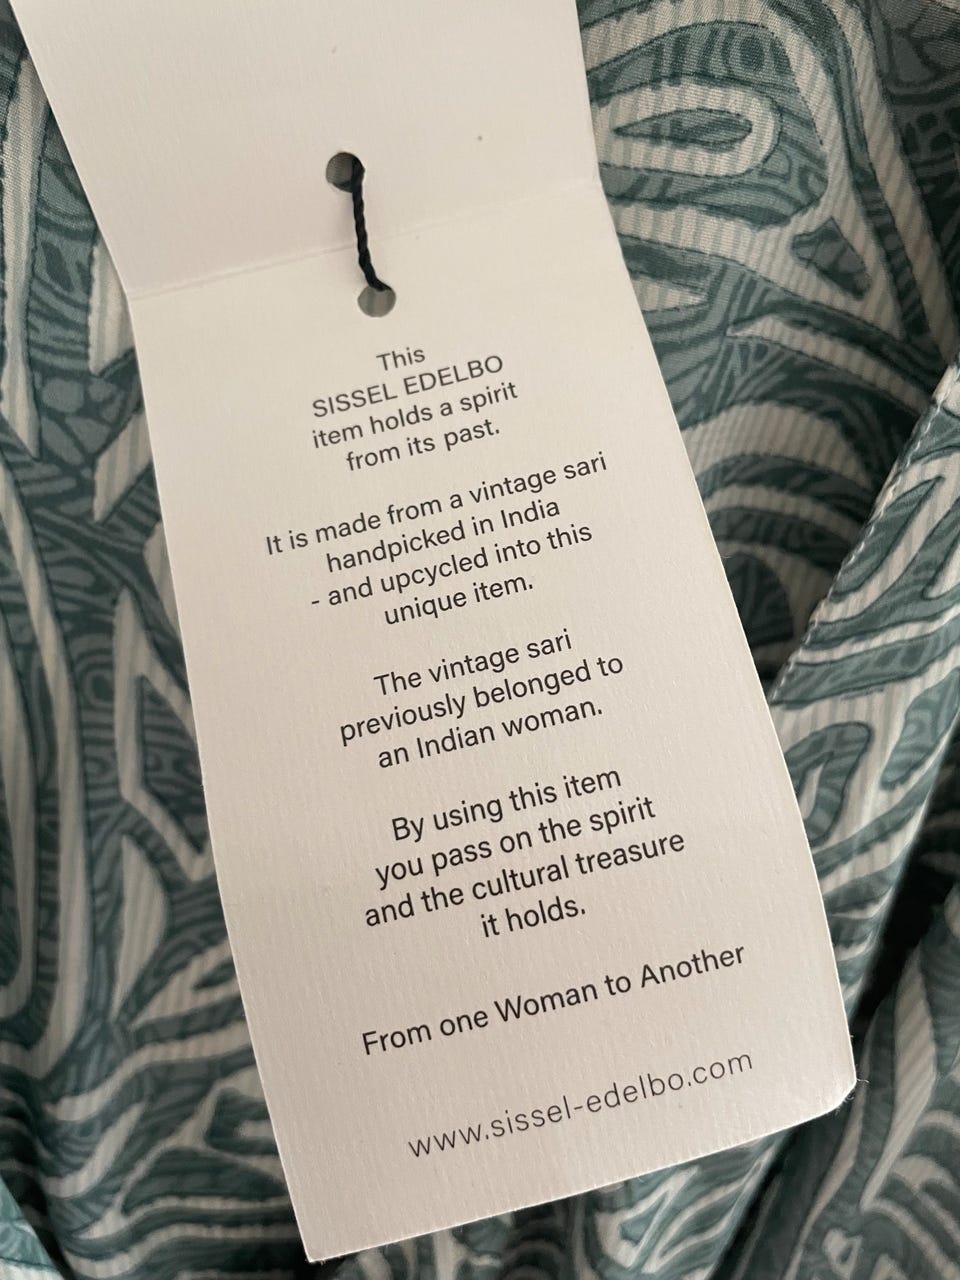 This
SISSEL EDELBO
item holds a spirit
from its past.
It is made from a vintage sari
handpicked in India
- and upcycled into this
unique item.
The vintage sari
previously belonged to
an Indian woman.
By using this item
you pass on the spirit
and the cultural treasure
it holds.
From one Woman to Another
www.sissel-edelbo.com